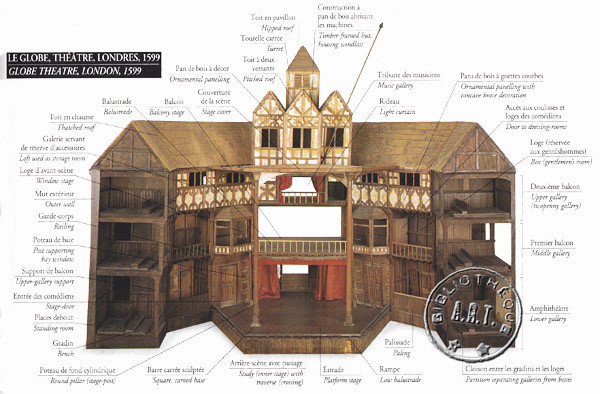 LE GLOBE, THÉÂTRE, LONDRES, 1599
GLOBE THEATRE, LONDON, 1599
Toit en pavillon
Hipped roof
Tourelle carrée
Turret
Toit à deux
versants
Pitched roof
Construction à
pan de bois abritant
les machines
Timber framed hut,
housing windlass
Pan de bois à décor
Ornamental panelling
Couverture
de la scène
Stage cover
Balcon
Balcony stage
Balustrade
Balustrade
Toit en chaume
Thatched roof
Galerie servant
de réserve d'accessoires
Loft used as storage room
Loge d'avant-scène
Window stage
Mur extérieur
Outer wall
Garde-corps
Railing
Poteau de baie
Post supporting
bay window
Support de balcon
Upper-gallery support
Entrée des comédiens
Stage-door
Places debout
Standing room
Gradin
Bench
Poteau de fond cylindrique
Round pillar (stage-post)
Barre carrée sculptée
Square, carved base
Arrière-scène avec passage
Study (inner stage) with
traverse (crossing)
Estrade
Platform stage
Rampe
Low balustrade
Palissade
Paling
Cloison entre les gradins et les loges
Partition separating galleries from boxes
Tribune des musiciens
Music gallery
Rideau
Light curtain
Pans de bois à guettes courbes
Ornamental panelling with
concave brace decoration
Accès aux coulisses et
loges des comédiens
Door to dressing-rooms
Loge (réservée
aux gentilshommes)
Box (gentlemen) room)
Deuxième balcon
Upper gallery
(twopenny gallery)
Premier balcon
Middle gallery
Amphithéâtre
Lower gallery
BIBLIOTHÈQUE
A.R.T.